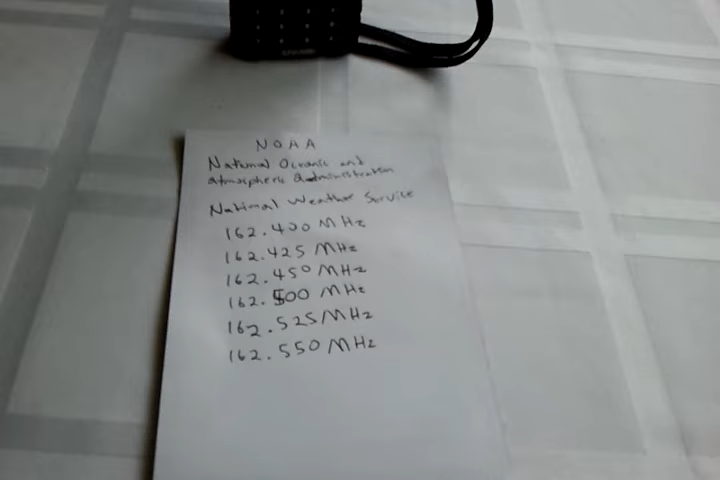 NOAA
National Oceanic and
atmospheric administration
National Weather Service
162.400 MHz
162.425 MHz
162.450 MHz
162.500 MHz
162.525 MHz
162.550 MHz